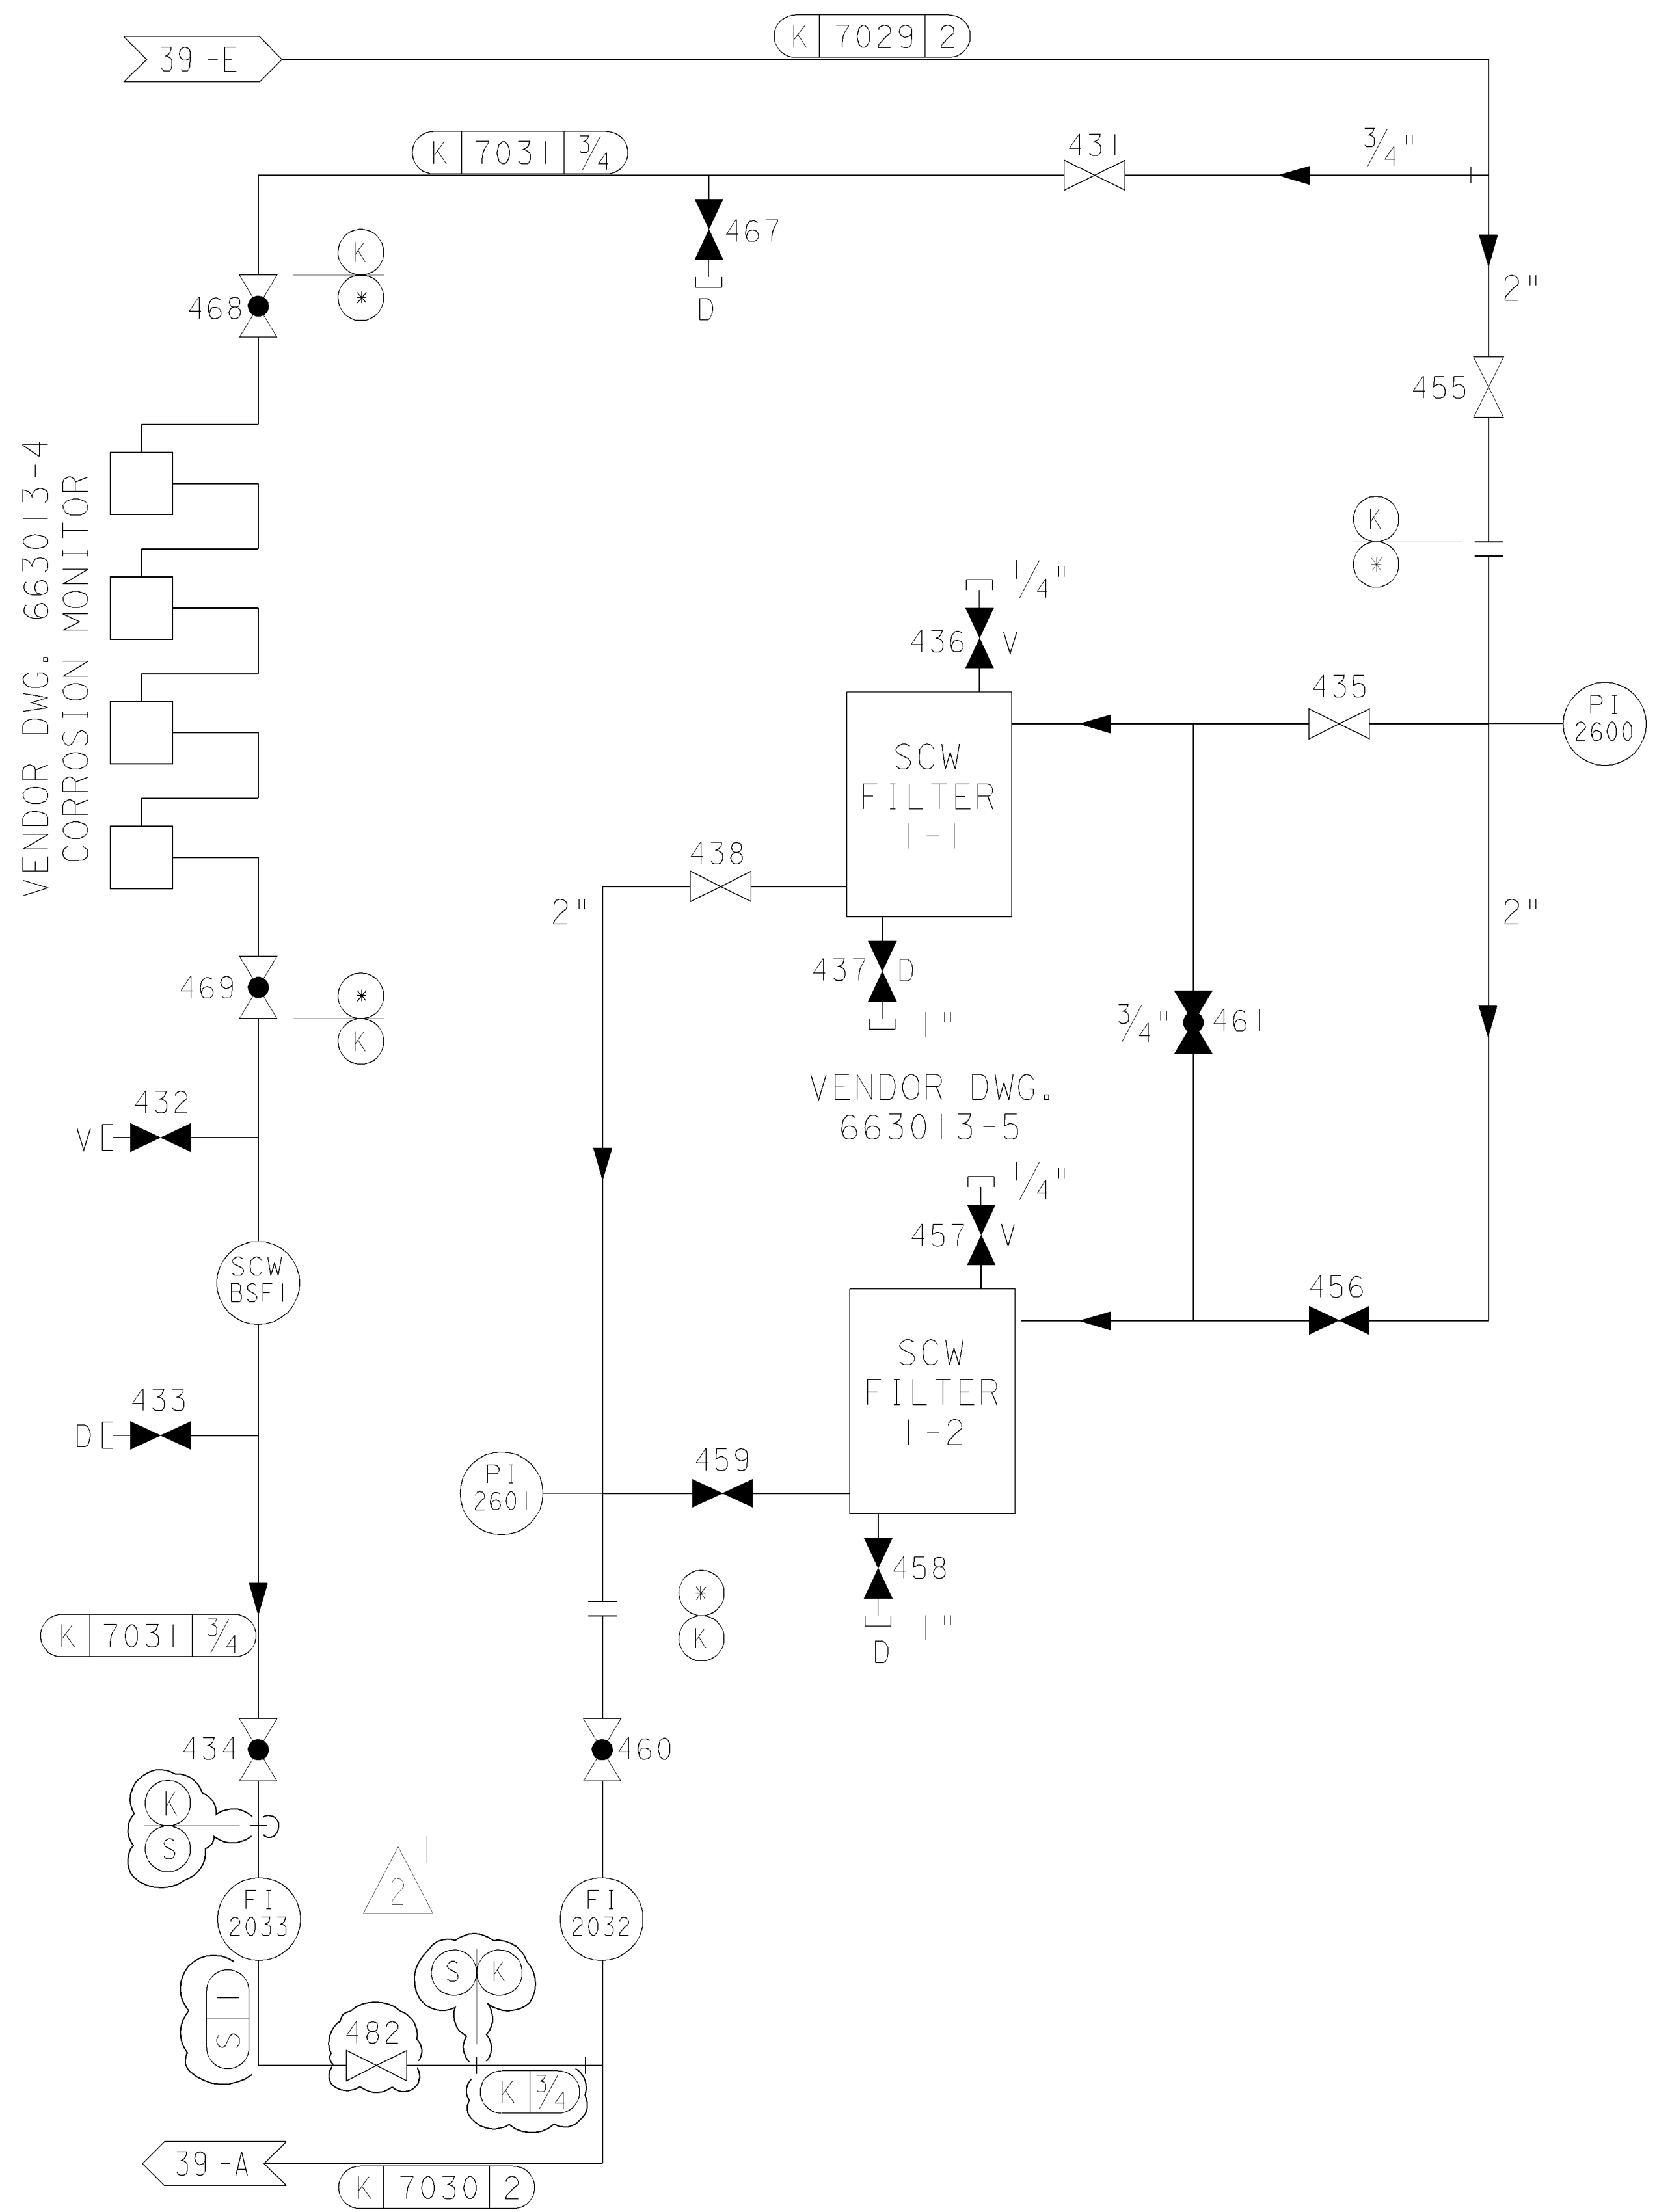 39-E
K 7029 2
K 7031 3/4
431
3/4"
467
D
K
*
468
2"
455
VENDOR DWG. 663013-4
CORROSION MONITOR
K
*
1/4"
436 V
435
PI
2600
SCW
FILTER
1-1
438
2"
2"
437 D
1"
3/4" 461
469
*
K
VENDOR DWG.
663013-5
432
V
1/4"
457 V
SCW
BSF1
456
SCW
FILTER
1-2
433
D
459
PI
2601
458
1"
D
*
K
K 7031 3/4
434
460
K
S
1
2
FI
2033
FI
2032
S K
S 1
482
K 3/4
39-A
K 7030 2